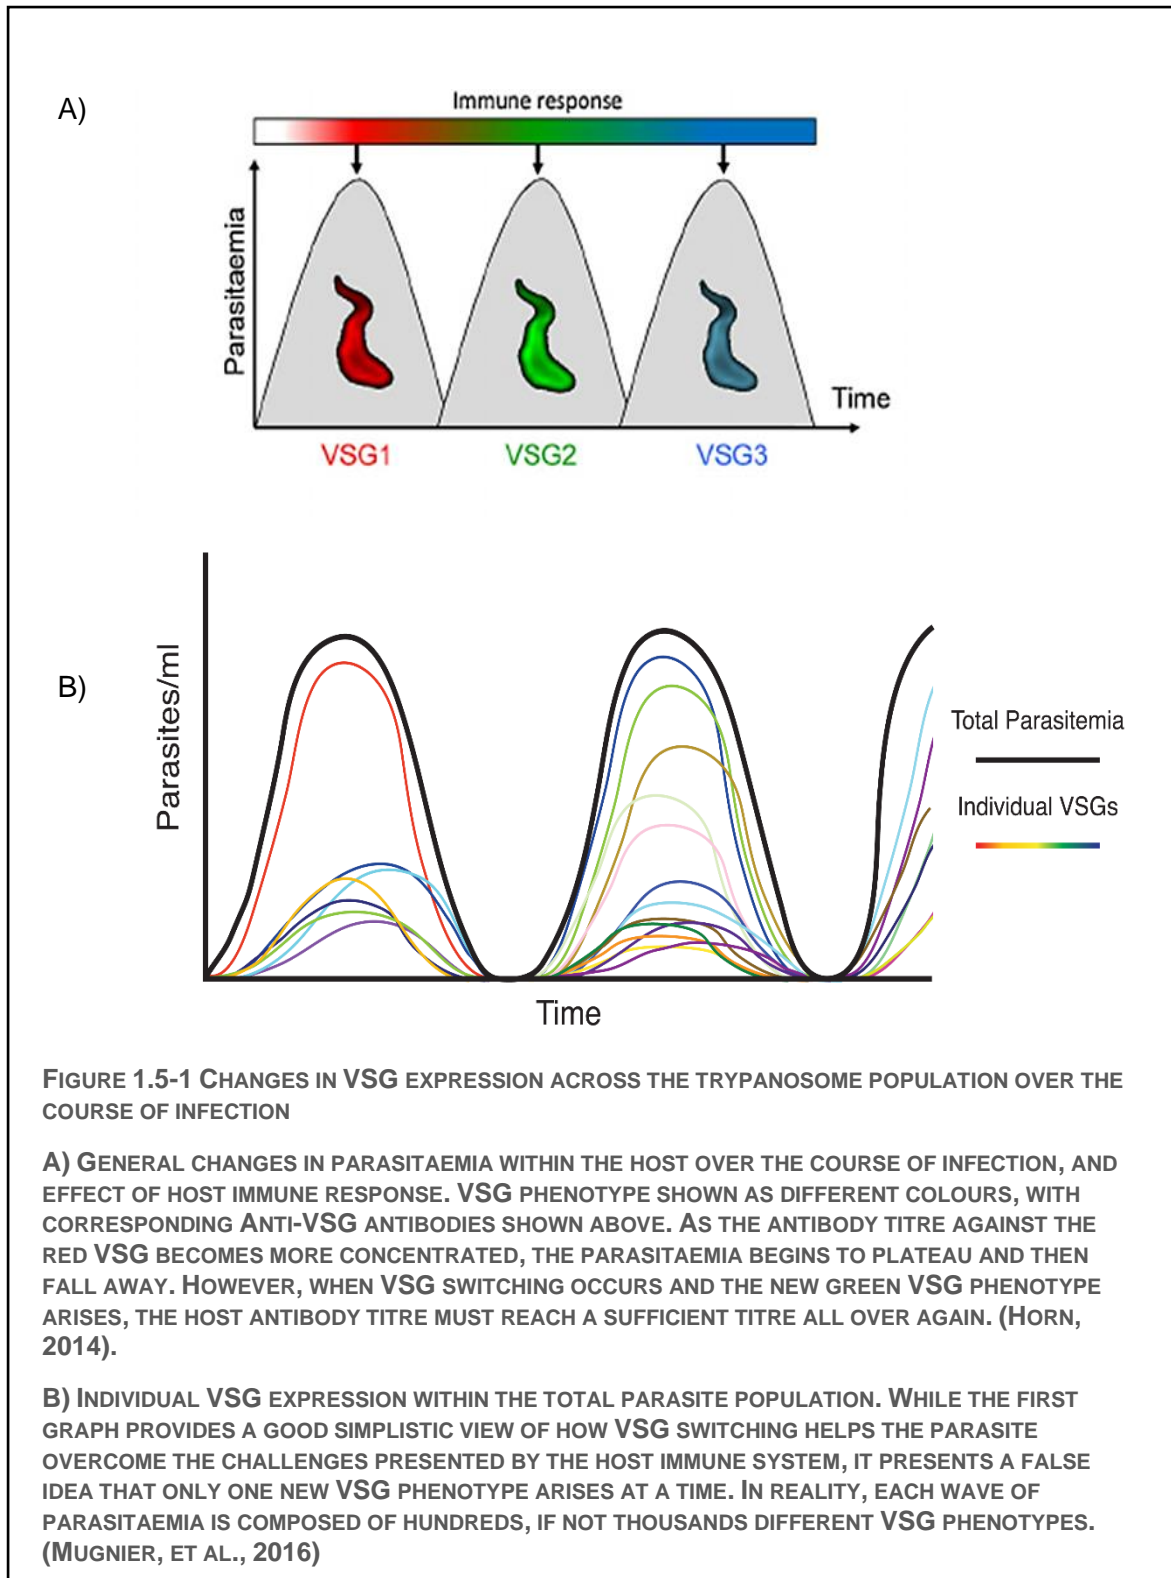 A)
Immune response
Parasitaemia
Time
VSG1 VSG2 VSG3
B)
Parasites/ml
Total Parasitemia
Individual VSGs
Time
FIGURE 1.5-1 CHANGES IN VSG EXPRESSION ACROSS THE TRYPANOSOME POPULATION OVER THE
COURSE OF INFECTION
A) GENERAL CHANGES IN PARASITAEMIA WITHIN THE HOST OVER THE COURSE OF INFECTION, AND
EFFECT OF HOST IMMUNE RESPONSE. VSG PHENOTYPE SHOWN AS DIFFERENT COLOURS, WITH
CORRESPONDING ANTI-VSG ANTIBODIES SHOWN ABOVE. AS THE ANTIBODY TITRE AGAINST THE
RED VSG BECOMES MORE CONCENTRATED, THE PARASITAEMIA BEGINS TO PLATEAU AND THEN
FALL AWAY. HOWEVER, WHEN VSG SWITCHING OCCURS AND THE NEW GREEN VSG PHENOTYPE
ARISES, THE HOST ANTIBODY TITRE MUST REACH A SUFFICIENT TITRE ALL OVER AGAIN. (HORN,
2014).
B) INDIVIDUAL VSG EXPRESSION WITHIN THE TOTAL PARASITE POPULATION. WHILE THE FIRST
GRAPH PROVIDES A GOOD SIMPLISTIC VIEW OF HOW VSG SWITCHING HELPS THE PARASITE
OVERCOME THE CHALLENGES PRESENTED BY THE HOST IMMUNE SYSTEM, IT PRESENTS A FALSE
IDEA THAT ONLY ONE NEW VSG PHENOTYPE ARISES AT A TIME. IN REALITY, EACH WAVE OF
PARASITAEMIA IS COMPOSED OF HUNDREDS, IF NOT THOUSANDS DIFFERENT VSG PHENOTYPES.
(MUGNIER, ET AL., 2016)